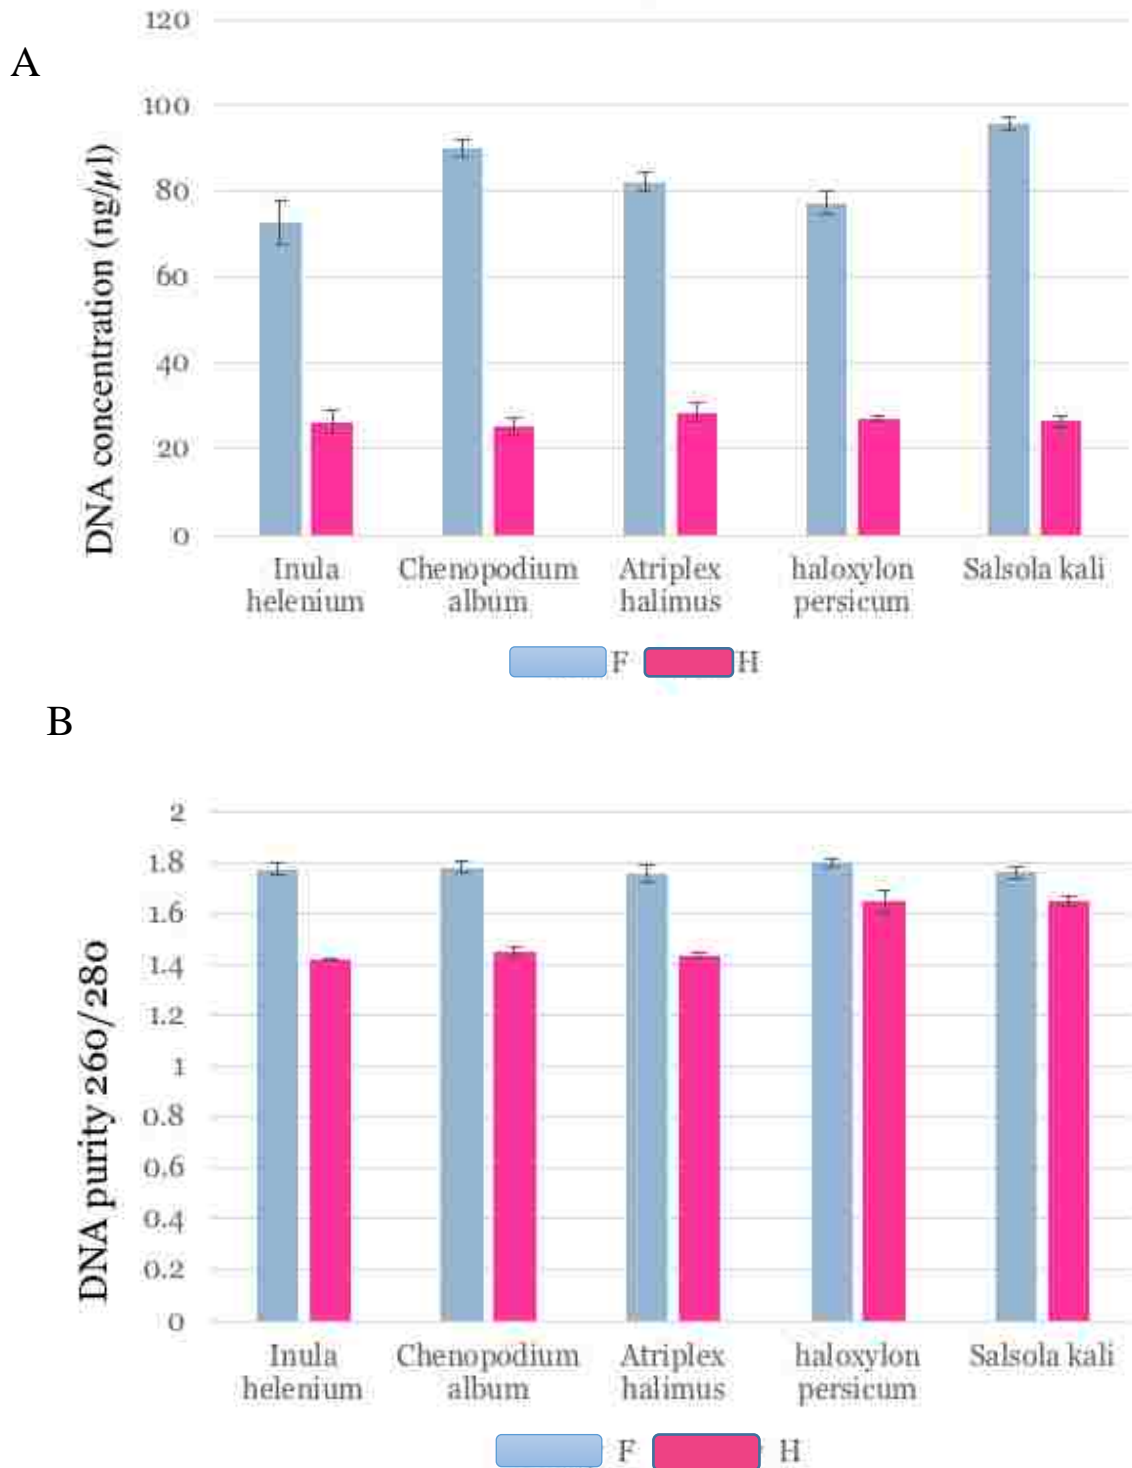 A
120
100
80
60
40
20
0
DNA concentration (ng/µl)
Inula
helenium
Chenopodium
album
Atriplex
halimus
haloxylon
persicum
Salsola kali
F H
B
2
1.8
1.6
1.4
1.2
1
0.8
0.6
0.4
0.2
0
DNA purity 260/280
Inula
helenium
Chenopodium
album
Atriplex
halimus
haloxylon
persicum
Salsola kali
F H